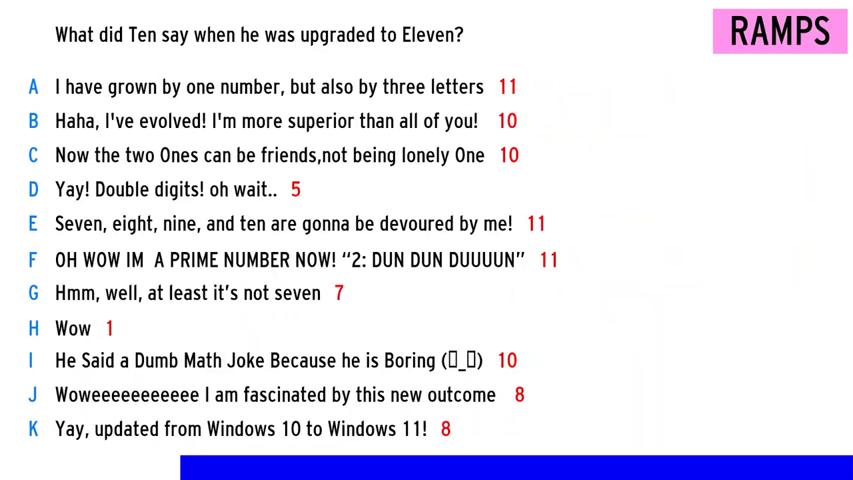 What did Ten say when he was upgraded to Eleven?
RAMPS
A I have grown by one number, but also by three letters 11
B Haha, I've evolved! I'm more superior than all of you! 10
C Now the two Ones can be friends,not being lonely One 10
D Yay! Double digits! oh wait.. 5
E Seven, eight, nine, and ten are gonna be devoured by me! 11
F OH WOW IM A PRIME NUMBER NOW! “2: DUN DUN DUUUUN” 11
G Hmm, well, at least it’s not seven 7
H Wow 1
I He Said a Dumb Math Joke Because he is Boring (▯_▯) 10
J Woweeeeeeeeeee I am fascinated by this new outcome 8
K Yay, updated from Windows 10 to Windows 11! 8